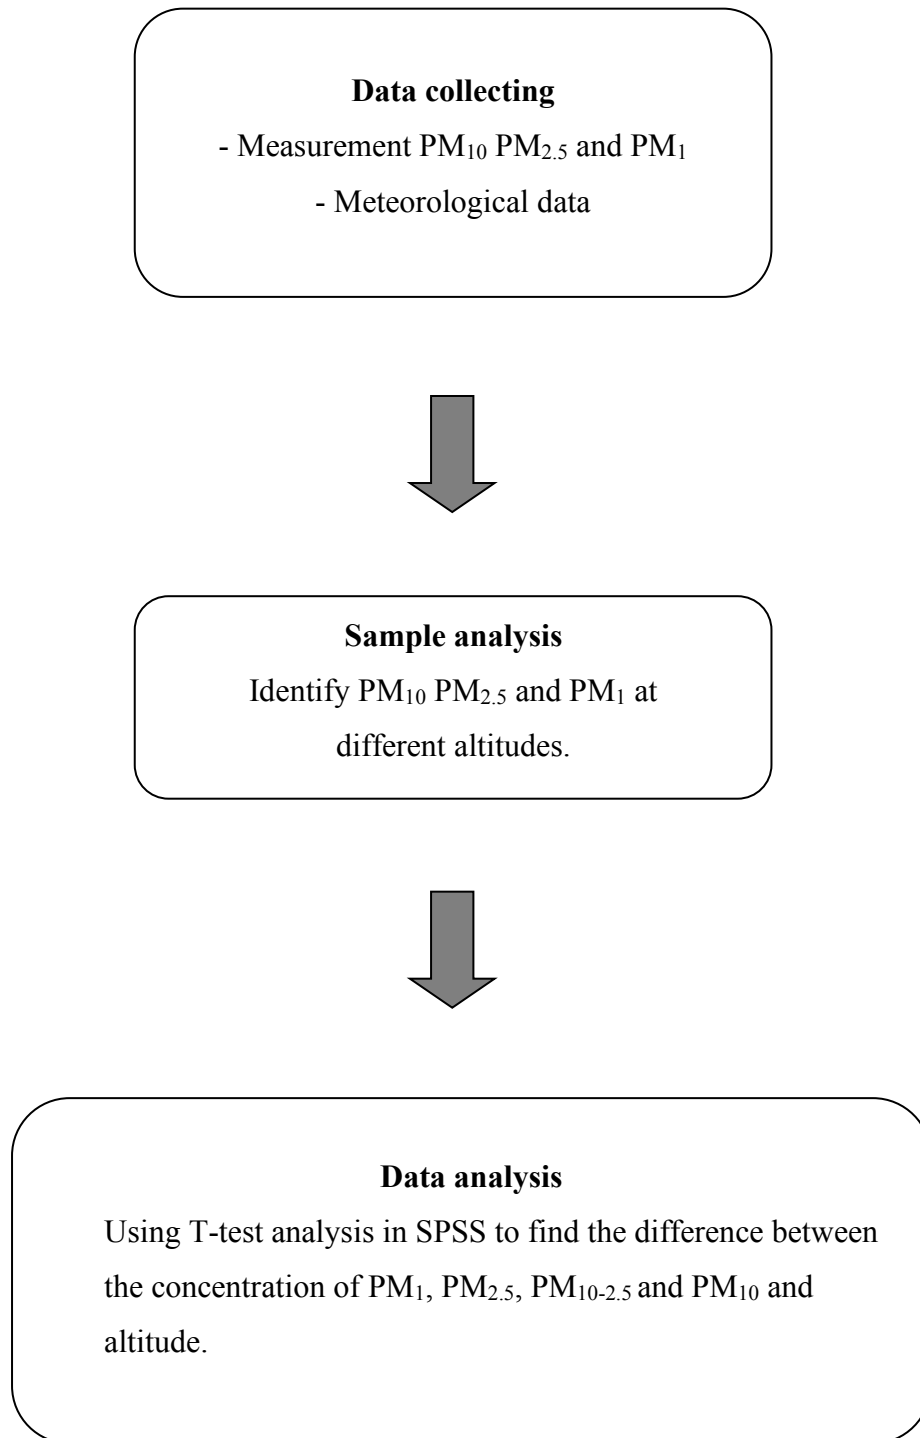 Data collecting
- Measurement PM₁₀ PM₂.₅ and PM₁
- Meteorological data
Sample analysis
Identify PM₁₀ PM₂.₅ and PM₁ at
different altitudes.
Data analysis
Using T-test analysis in SPSS to find the difference between
the concentration of PM₁, PM₂.₅, PM₁₀₋₂.₅ and PM₁₀ and
altitude.